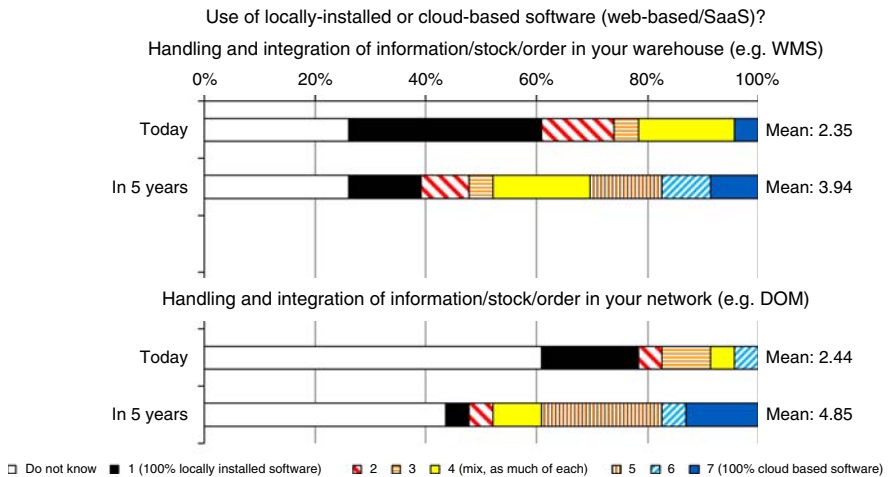 Use of locally-installed or cloud-based software (web-based/SaaS)?
Handling and integration of information/stock/order in your warehouse (e.g. WMS)
0% 20% 40% 60% 80% 100%
Today Mean: 2.35
In 5 years Mean: 3.94
Handling and integration of information/stock/order in your network (e.g. DOM)
Today Mean: 2.44
In 5 years Mean: 4.85
Do not know 1 (100% locally installed software) 2 3 4 (mix, as much of each) 5 6 7 (100% cloud based software)